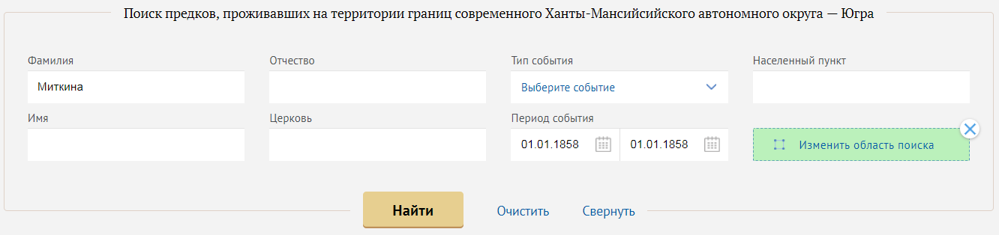 Поиск предков, проживавших на территории границ современного Ханты-Мансийсийского автономного округа — Югра
Фамилия
Отчество
Тип события
Населенный пункт
Миткина
Выберите событие
Имя
Церковь
Период события
01.01.1858
01.01.1858
Изменить область поиска
Найти
Очистить
Свернуть